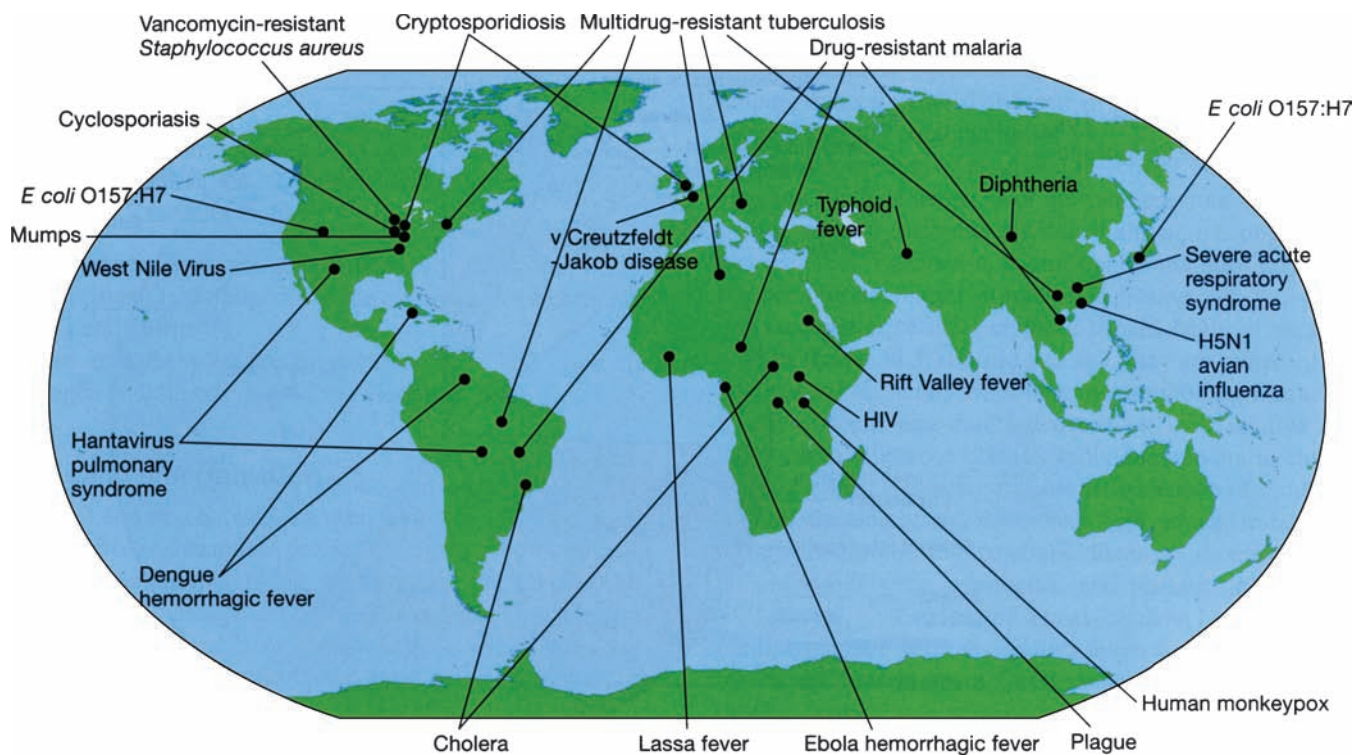 Vancomycin-resistant
Staphylococcus aureus
Cryptosporidiosis
Multidrug-resistant tuberculosis
Drug-resistant malaria
E coli O157:H7
Cyclosporiasis
E coli O157:H7
Mumps
West Nile Virus
v Creutzfeldt
-Jakob disease
Typhoid
fever
Diphtheria
Severe acute
respiratory
syndrome
H5N1
avian
influenza
Rift Valley fever
HIV
Hantavirus
pulmonary
syndrome
Dengue
hemorrhagic fever
Human monkeypox
Cholera
Lassa fever
Ebola hemorrhagic fever
Plague